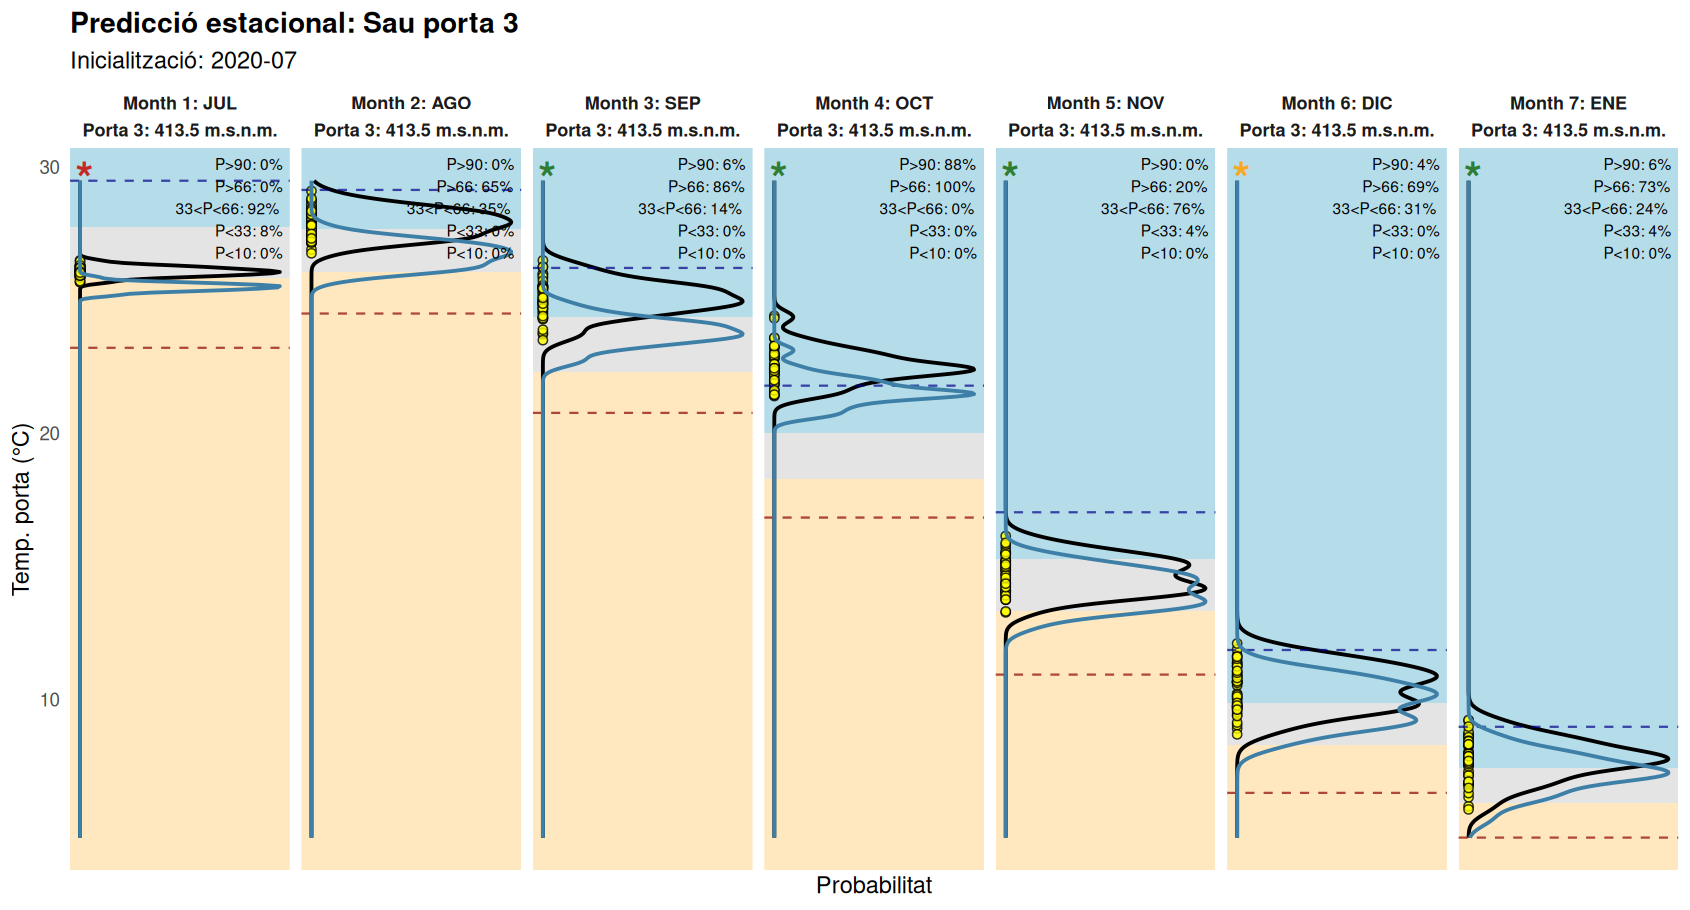 Predicció estacional: Sau porta 3
Inicialització: 2020-07
Month 1: JUL
Porta 3: 413.5 m.s.n.m.
Month 2: AGO
Porta 3: 413.5 m.s.n.m.
Month 3: SEP
Porta 3: 413.5 m.s.n.m.
Month 4: OCT
Porta 3: 413.5 m.s.n.m.
Month 5: NOV
Porta 3: 413.5 m.s.n.m.
Month 6: DIC
Porta 3: 413.5 m.s.n.m.
Month 7: ENE
Porta 3: 413.5 m.s.n.m.
Temp. porta (°C)
30
20
10
*
P>90: 0%
P>66: 0%
33<P<66: 92%
P<33: 8%
P<10: 0%
P>90: 0%
P>66: 65%
33<P<66: 35%
P<33: 0%
P<10: 0%
*
P>90: 6%
P>66: 86%
33<P<66: 14%
P<33: 0%
P<10: 0%
*
P>90: 88%
P>66: 100%
33<P<66: 0%
P<33: 0%
P<10: 0%
*
P>90: 0%
P>66: 20%
33<P<66: 76%
P<33: 4%
P<10: 0%
*
P>90: 4%
P>66: 69%
33<P<66: 31%
P<33: 0%
P<10: 0%
*
P>90: 6%
P>66: 73%
33<P<66: 24%
P<33: 4%
P<10: 0%
Probabilitat